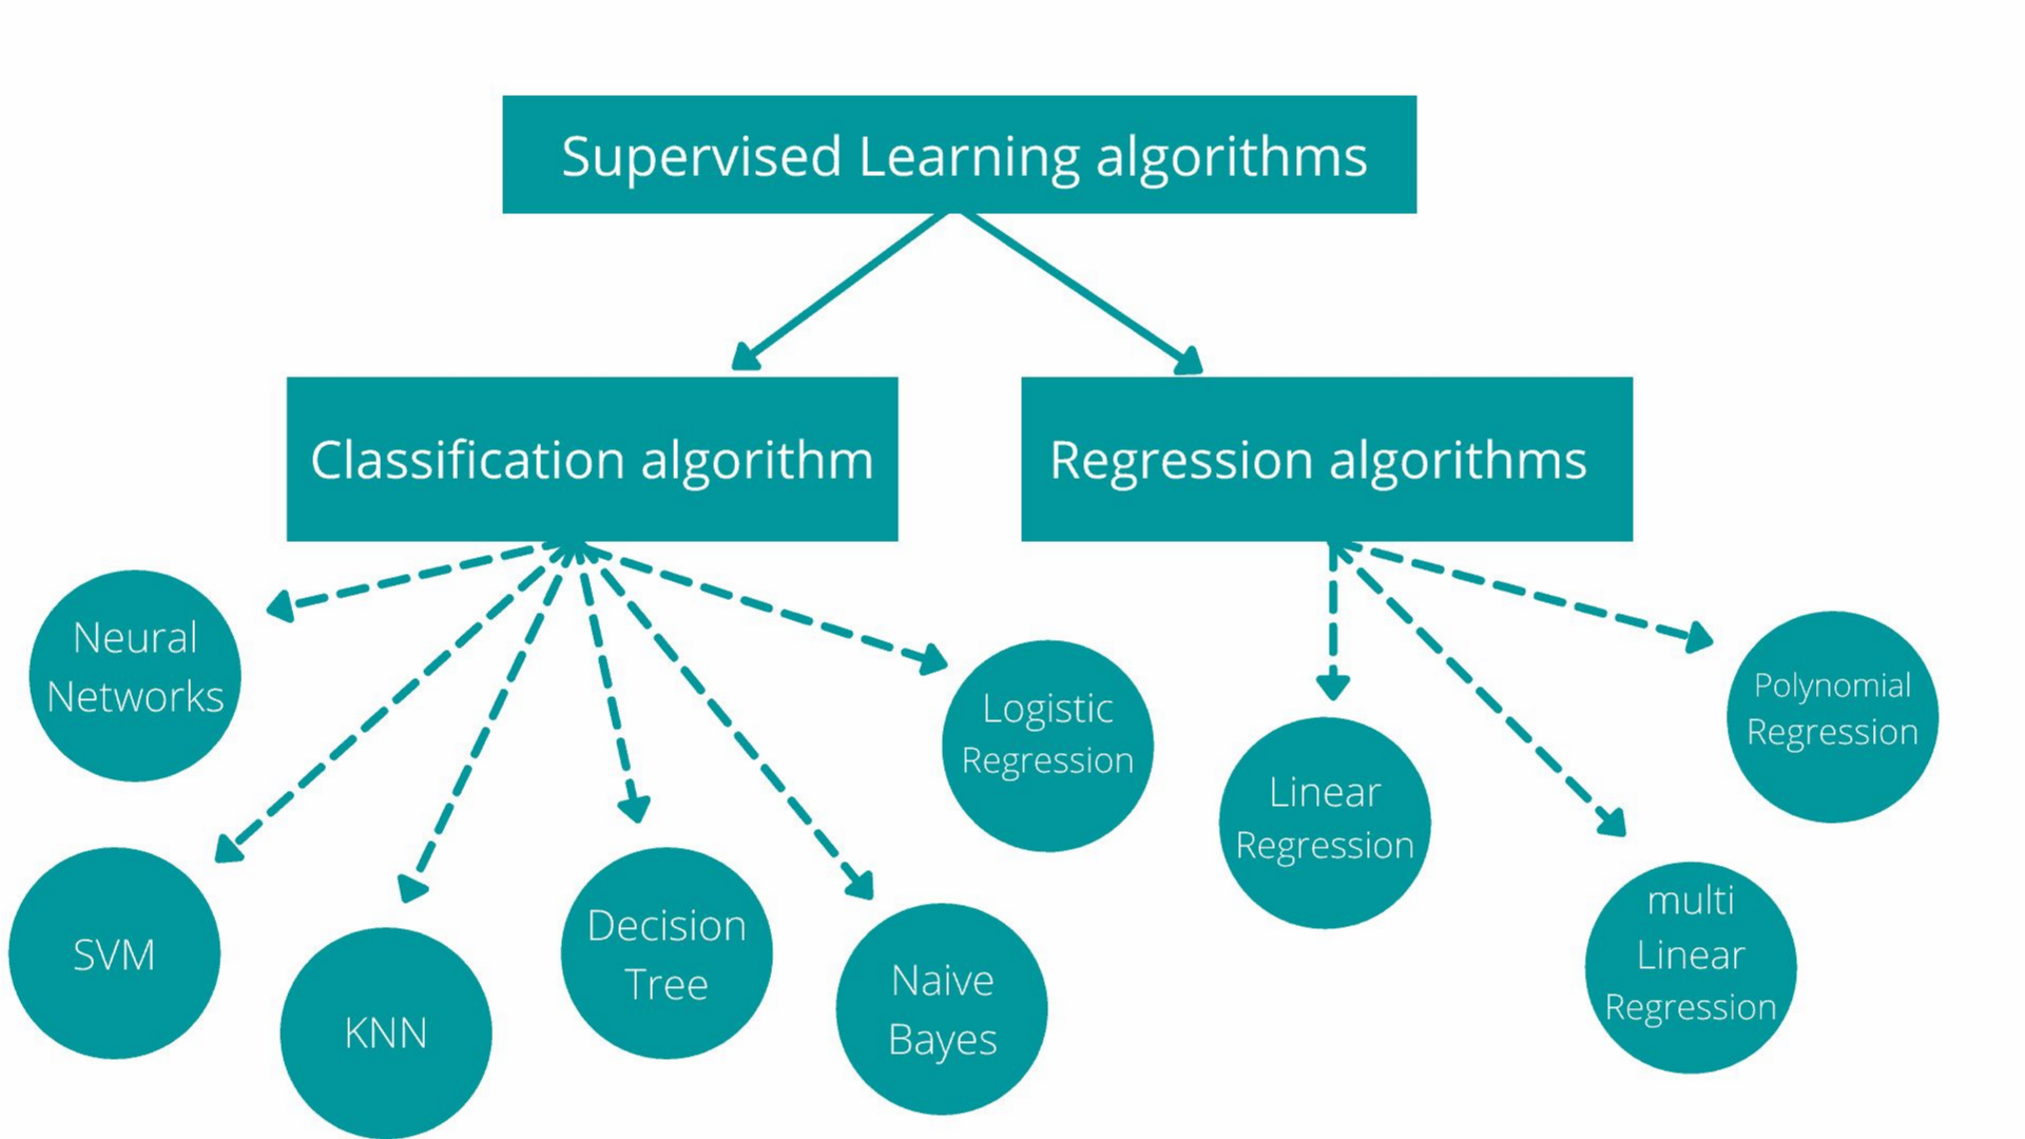 Supervised Learning algorithms
Classification algorithm
Regression algorithms
Neural
Networks
SVM
KNN
Decision
Tree
Naive
Bayes
Logistic
Regression
Linear
Regression
multi
Linear
Regression
Polynomial
Regression